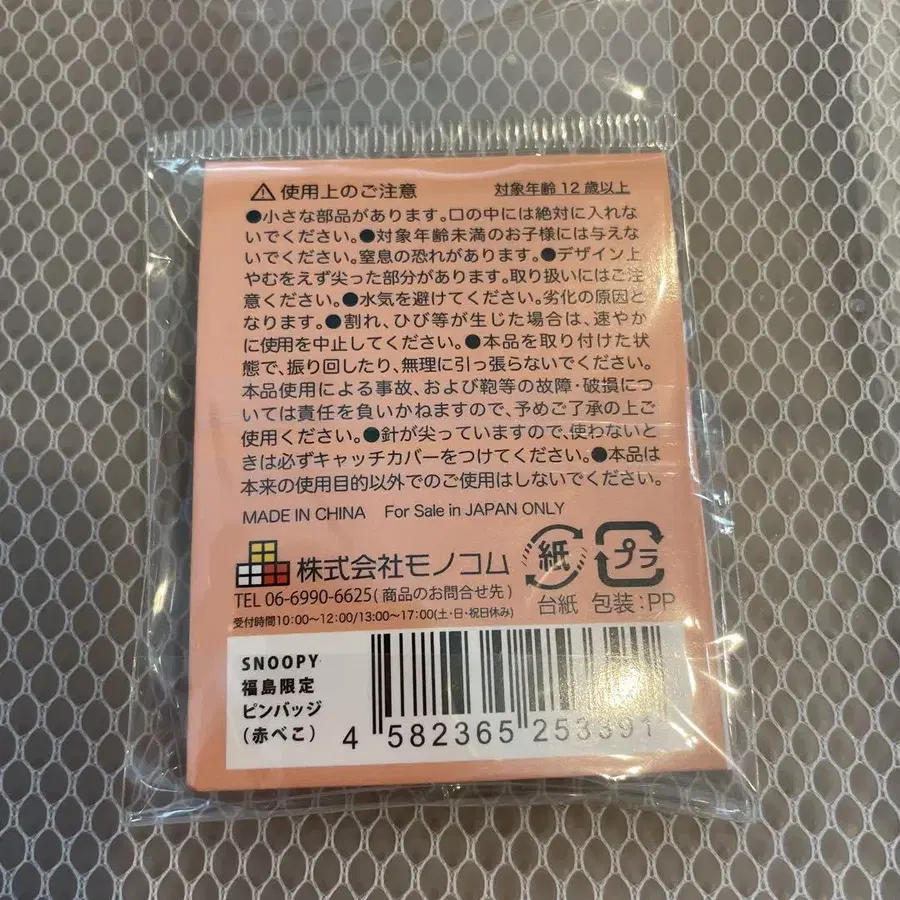 ⚠使用上のご注意 対象年齢12歳以上
●小さな部品があります。口の中には絶対に入れな
いでください。●対象年齢未満のお子様には与えな
いでください。窒息の恐れがあります。●デザイン上
やむをえず尖った部分があります。取り扱いにはご注
意ください。●水気を避けてください。劣化の原因と
なります。●割れ、ひび等が生じた場合は、速やか
に使用を中止してください。●本品を取り付けた状
態で、振り回したり、無理に引っ張らないでください。
本品使用による事故、および鞄等の故障・破損につ
いては責任を負いかねますので、予めご了承の上ご
使用ください。●針が尖っていますので、使わないと
きは必ずキャッチカバーをつけてください。●本品は
本来の使用目的以外でのご使用はしないでください。
MADE IN CHINA For Sale in JAPAN ONLY
株式会社モノコム
TEL 06-6990-6625(商品のお問合せ先)
受付時間10:00〜12:00/13:00〜17:00(土・日・祝日休み)
紙 プラ
台紙 包装:PP
SNOOPY
福島限定
ピンバッジ
(赤べこ)
4 582365 253391